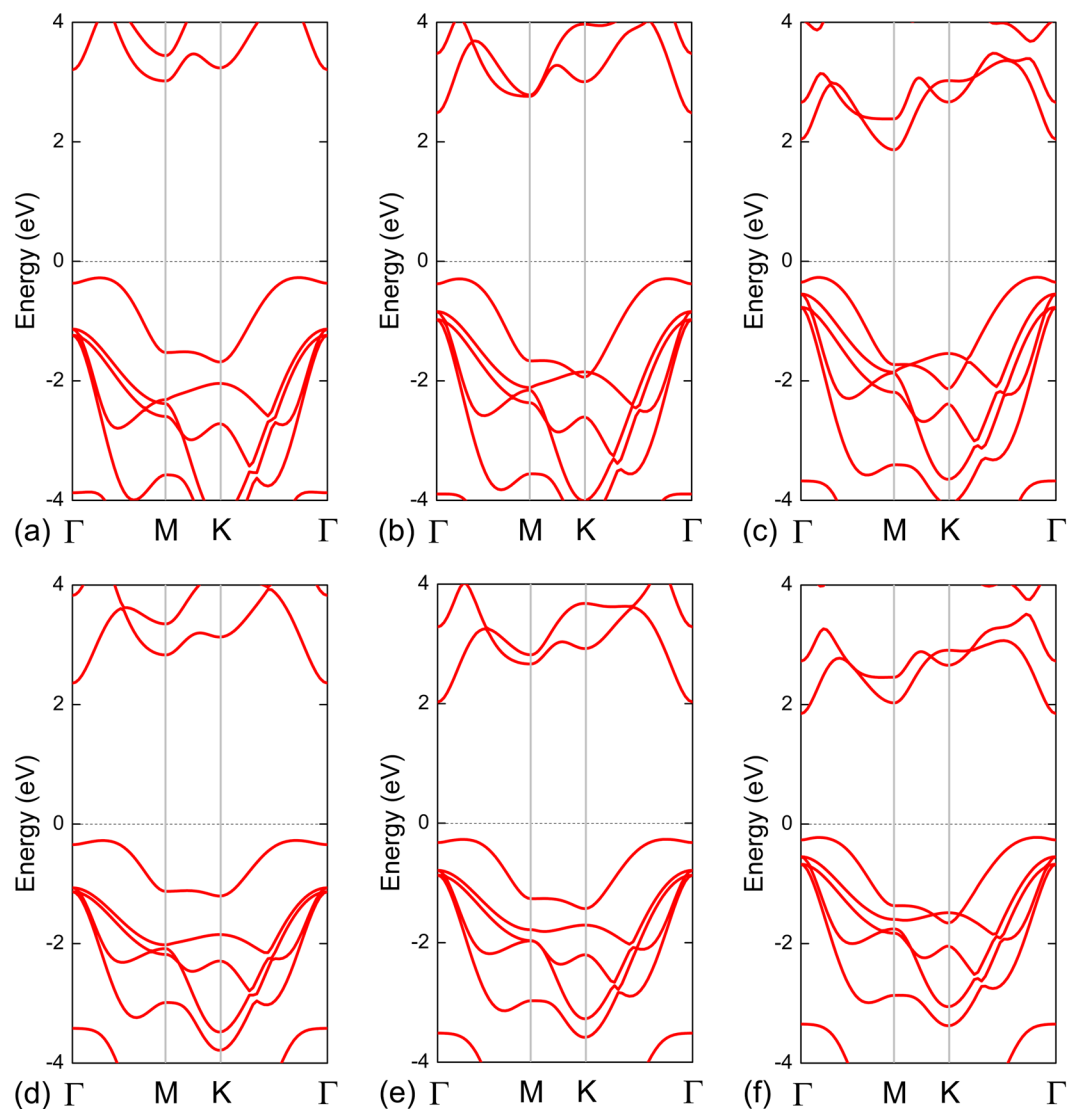 4 4 4
2 2 2
0 0 0
-2 -2 -2
-4 -4 -4
Energy (eV) Energy (eV) Energy (eV)
(a) Γ M K Γ (b) Γ M K Γ (c) Γ M K Γ
4 4 4
2 2 2
0 0 0
-2 -2 -2
-4 -4 -4
Energy (eV) Energy (eV) Energy (eV)
(d) Γ M K Γ (e) Γ M K Γ (f) Γ M K Γ